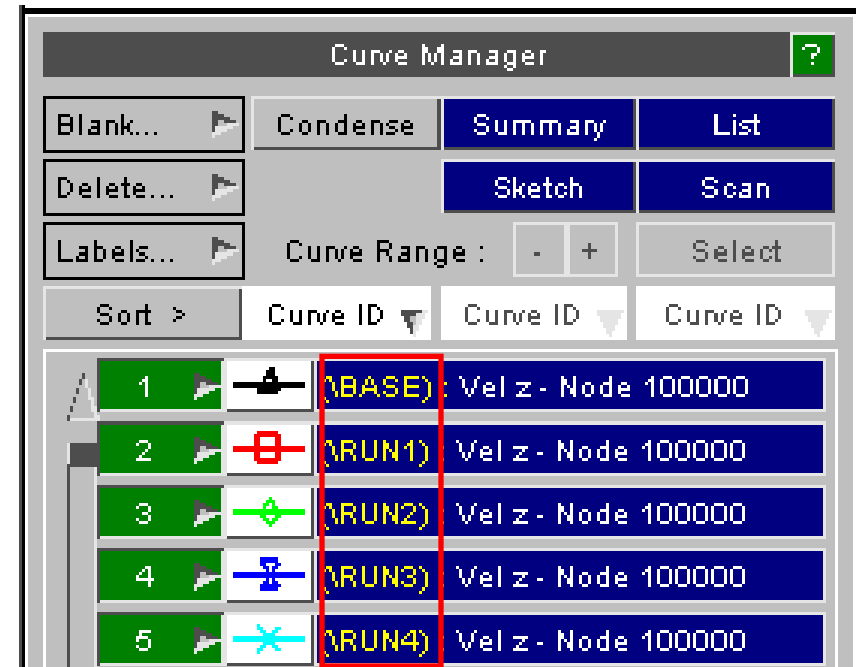 Curve Manager ?
Blank... Condense Summary List
Delete... Sketch Scan
Labels... Curve Range : - + Select
Sort > Curve ID Curve ID Curve ID
1 (\BASE) : Vel z - Node 100000
2 (\RUN1) : Vel z - Node 100000
3 (\RUN2) : Vel z - Node 100000
4 (\RUN3) : Vel z - Node 100000
5 (\RUN4) : Vel z - Node 100000